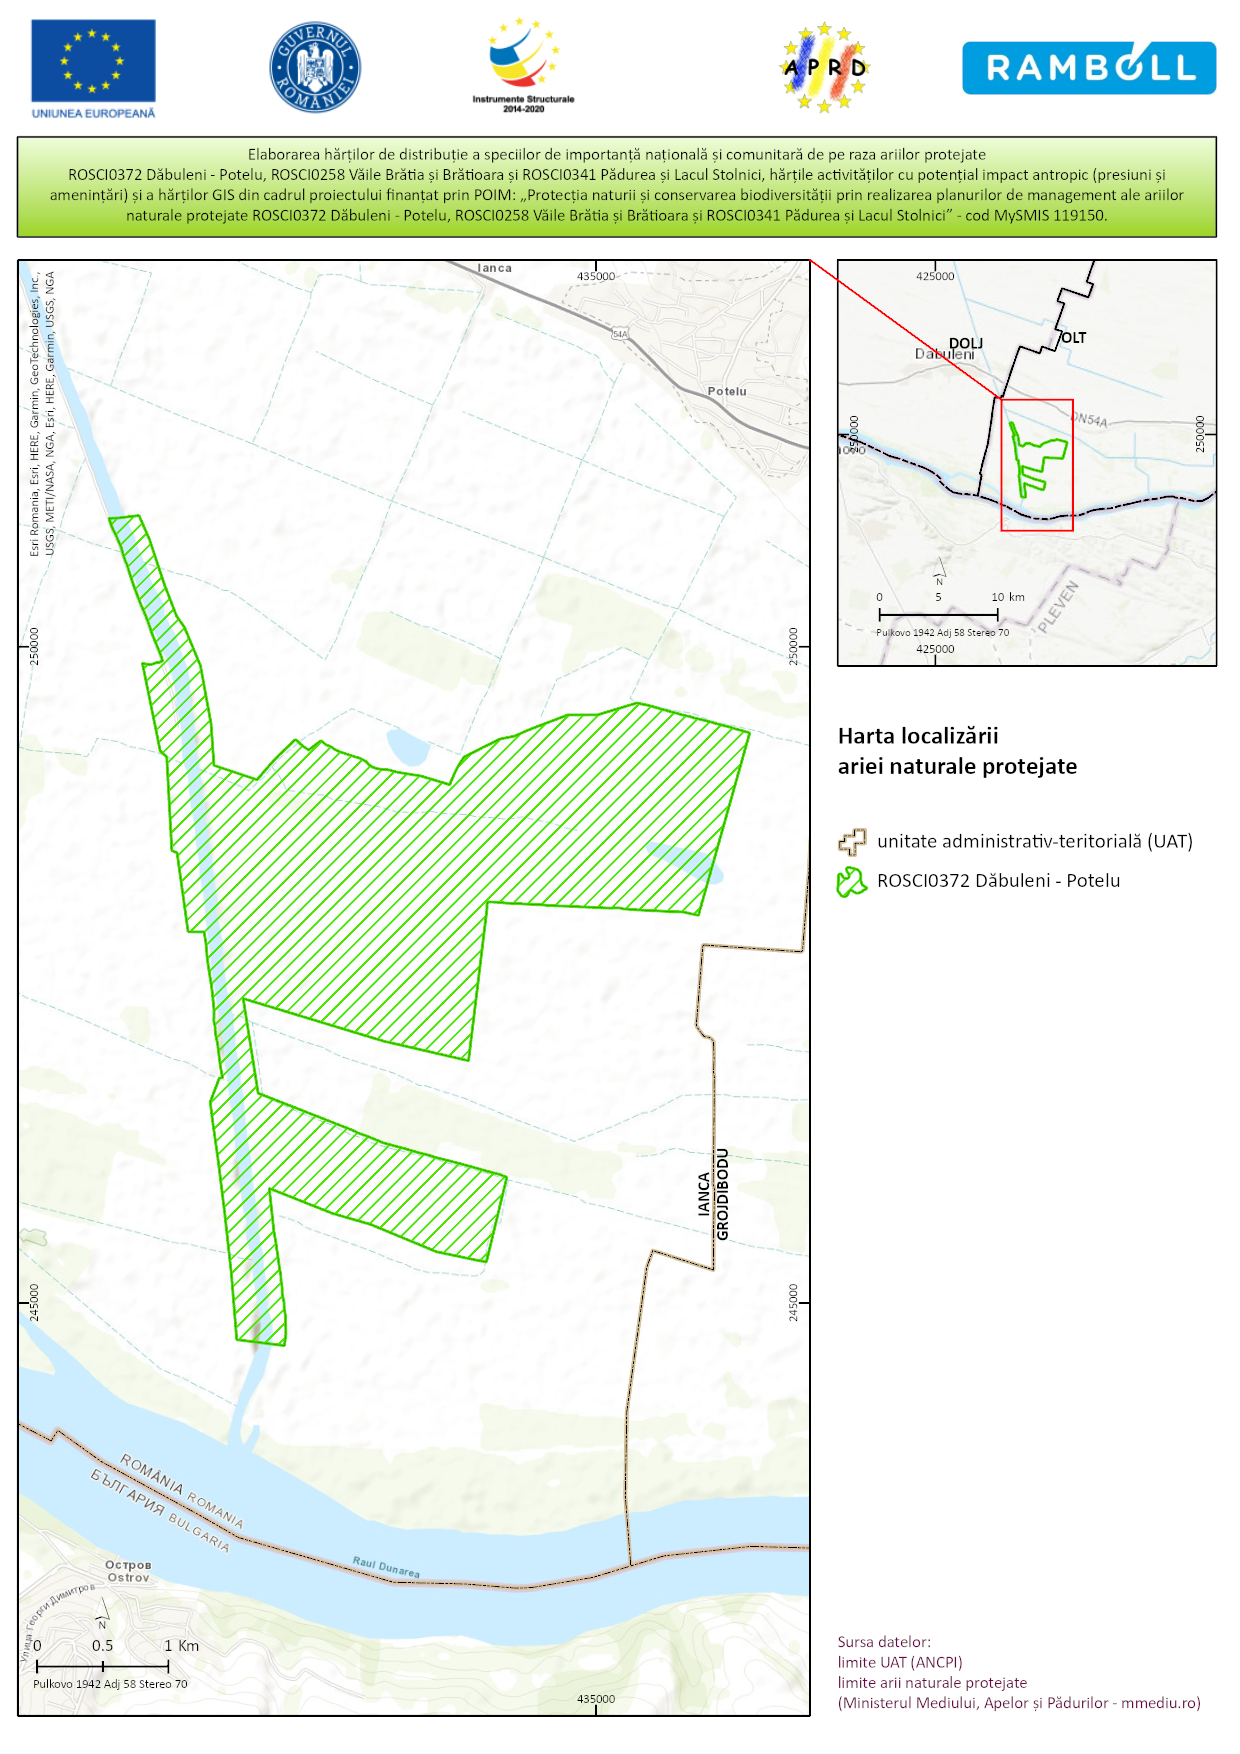 UNIUNEA EUROPEANĂ
GUVERNUL ROMÂNIEI
Instrumente Structurale
2014-2020
APRD
RAMBOLL
Elaborarea hărților de distribuție a speciilor de importanță națională și comunitară de pe raza ariilor protejate
ROSCI0372 Dăbuleni - Potelu, ROSCI0258 Văile Brătia și Brătioara și ROSCI0341 Pădurea și Lacul Stolnici, hărțile activităților cu potențial impact antropic (presiuni și
amenințări) și a hărților GIS din cadrul proiectului finanțat prin POIM: „Protecția naturii si conservarea biodiversității prin realizarea planurilor de management ale ariilor
naturale protejate ROSCI0372 Dăbuleni - Potelu, ROSCI0258 Văile Brătia și Brătioara și ROSCI0341 Pădurea și Lacul Stolnici” - cod MySMIS 119150.
Esri Romania, Esri, HERE, Garmin, GeoTechnologies, Inc.,
USGS, METI/NASA, NGA, Esri, HERE, Garmin, USGS, NGA
Ianca
435000
54A
Potelu
250000
250000
245000
245000
IANCA
GROJDIBODU
ROMÂNIA ROMANIA
БЪЛГАРИЯ BULGARIA
Raul Dunarea
Остров
Ostrov
Улица Георги Димитров
N
0 0.5 1 Km
Pulkovo 1942 Adj 58 Stereo 70
435000
425000
DOLJ
OLT
Dabuleni
DN54A
250000
250000
PLEVEN
N
0 5 10 km
Pulkovo 1942 Adj 58 Stereo 70
425000
Harta localizării
ariei naturale protejate
unitate administrativ-teritorială (UAT)
ROSCI0372 Dăbuleni - Potelu
Sursa datelor:
limite UAT (ANCPI)
limite arii naturale protejate
(Ministerul Mediului, Apelor și Pădurilor - mmediu.ro)